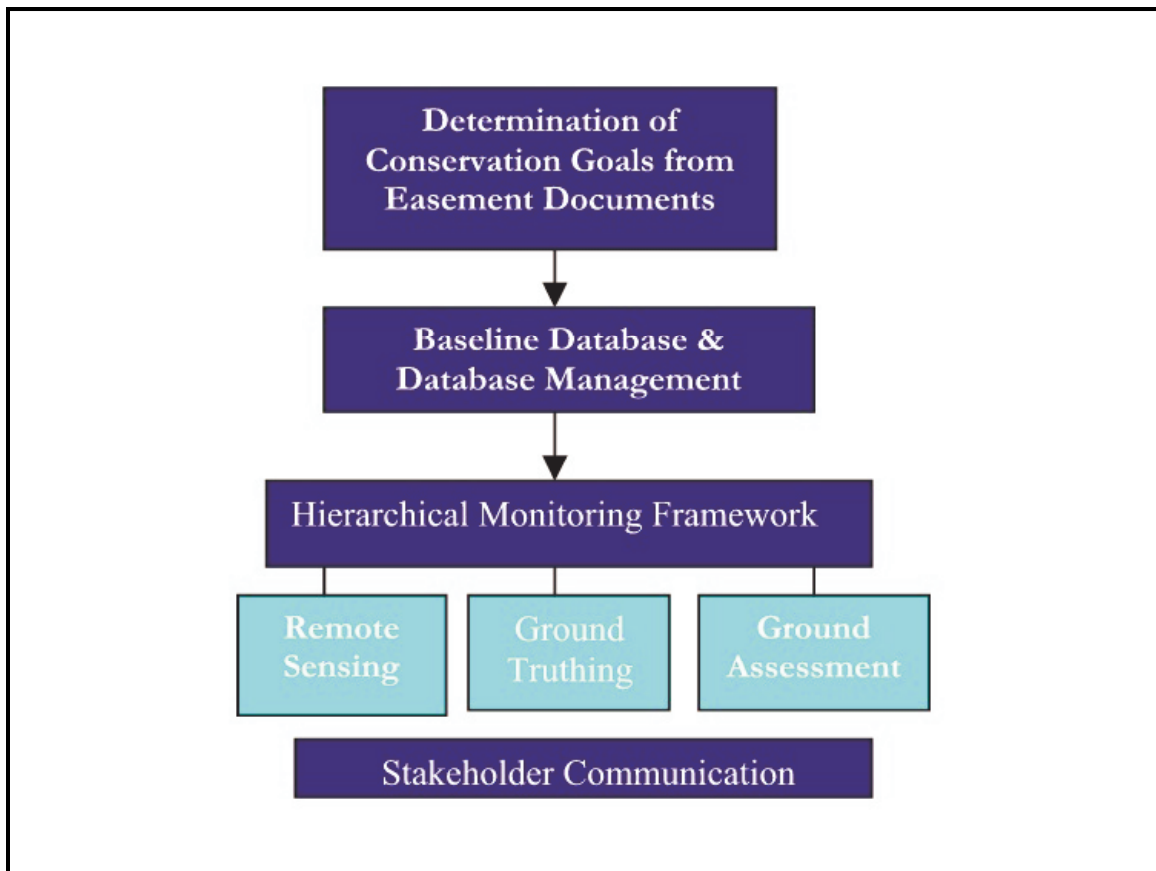 Determination of
Conservation Goals from
Easement Documents
Baseline Database &
Database Management
Hierarchical Monitoring Framework
Remote
Sensing
Ground
Truthing
Ground
Assessment
Stakeholder Communication